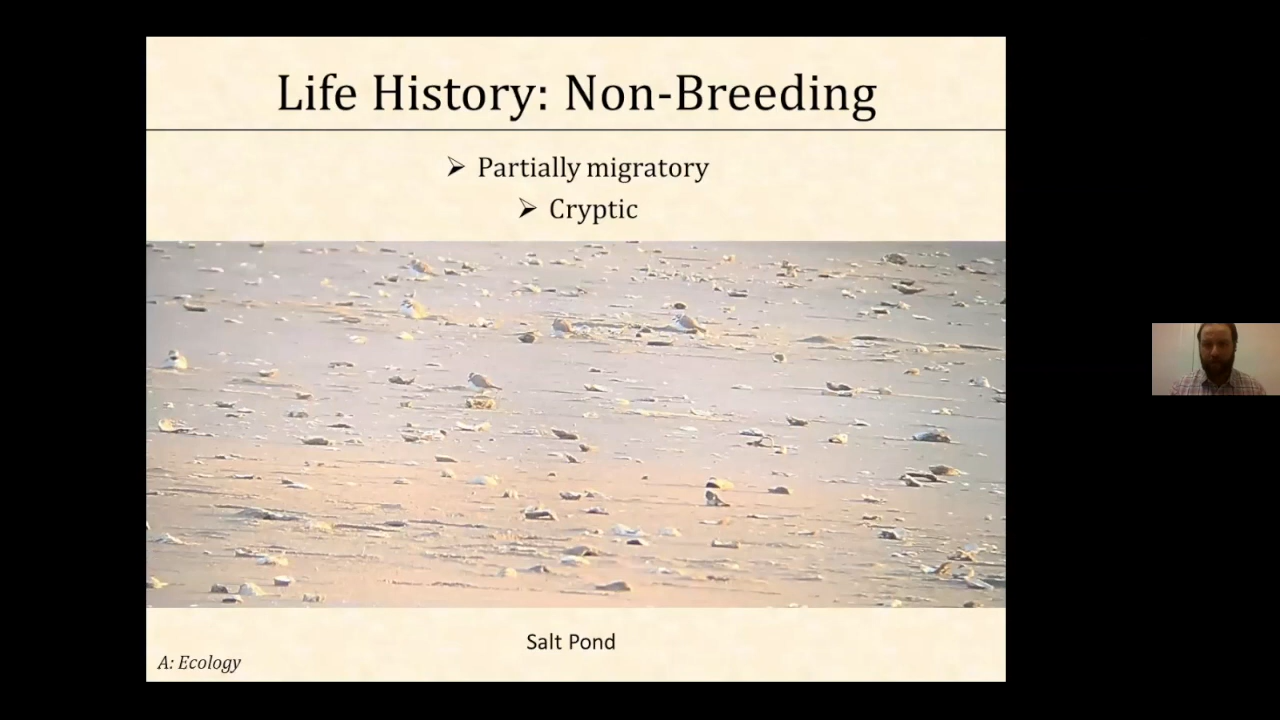 Life History: Non-Breeding
➢ Partially migratory
➢ Cryptic
Salt Pond
A: Ecology